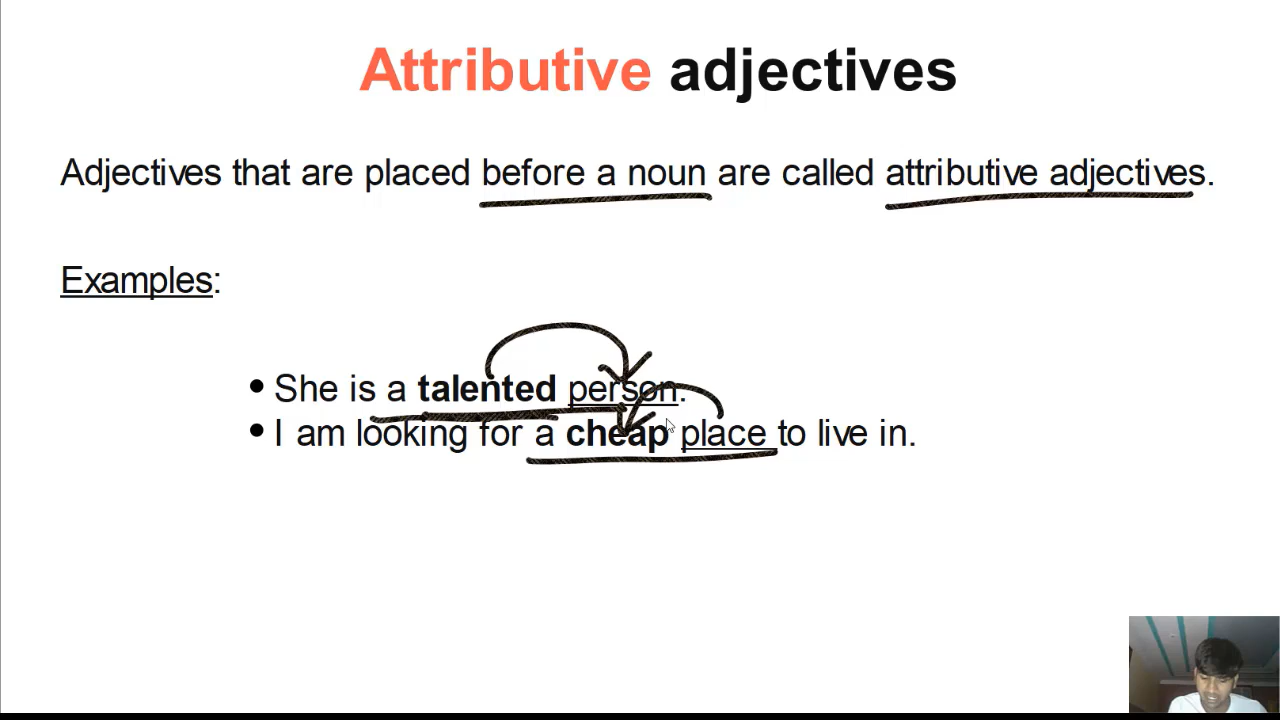 Attributive adjectives
Adjectives that are placed before a noun are called attributive adjectives.
Examples:
• She is a talented person.
• I am looking for a cheap place to live in.